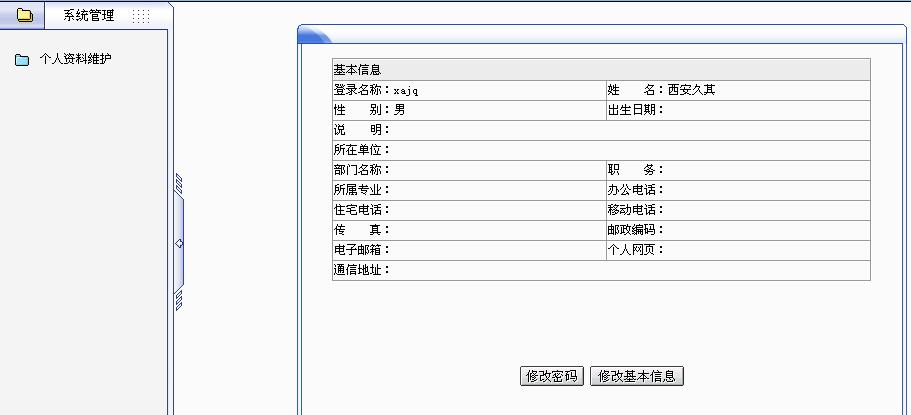 系统管理
个人资料维护
基本信息
登录名称：xajq 姓 名：西安久其
性 别：男 出生日期：
说 明：
所在单位：
部门名称： 职 务：
所属专业： 办公电话：
住宅电话： 移动电话：
传 真： 邮政编码：
电子邮箱： 个人网页：
通信地址：
修改密码 修改基本信息